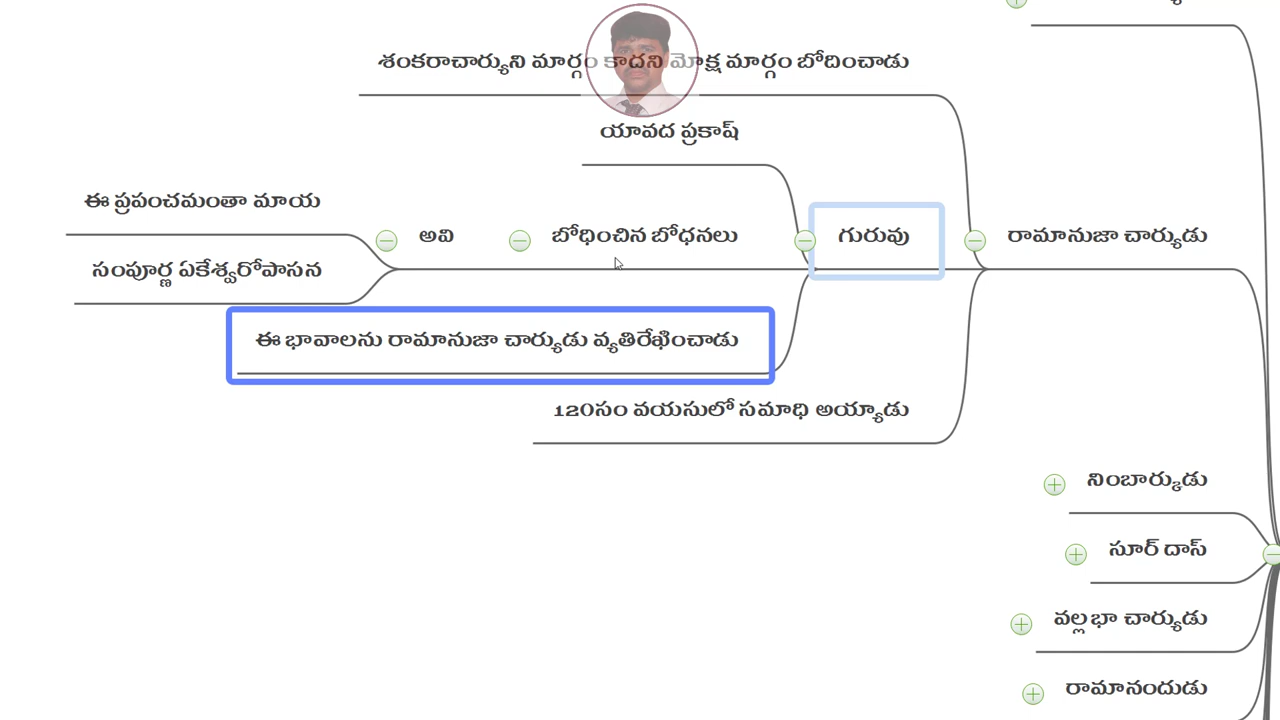 శంకరాచార్యుని మార్గం కాదని మోక్ష మార్గం బోదించాడు
యావద ప్రకాష్
ఈ ప్రపంచమంతా మాయ
అవి
బోధించిన బోధనలు
గురువు
రామానుజా చార్యుడు
సంపూర్ణ ఏకేశ్వరోపాసన
ఈ భావాలను రామానుజా చార్యుడు వ్యతిరేఖించాడు
120సం వయసులో సమాధి అయ్యాడు
నింబార్కుడు
సూర్ దాస్
వల్లభా చార్యుడు
రామానందుడు